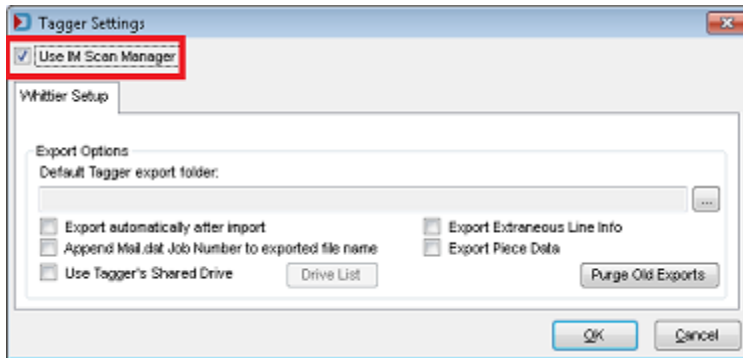 Tagger Settings
Use IM Scan Manager
Whittier Setup
Export Options
Default Tagger export folder:
...
Export automatically after import
Export Extraneous Line Info
Append Mail.dat Job Number to exported file name
Export Piece Data
Use Tagger's Shared Drive
Drive List
Purge Old Exports
OK
Cancel